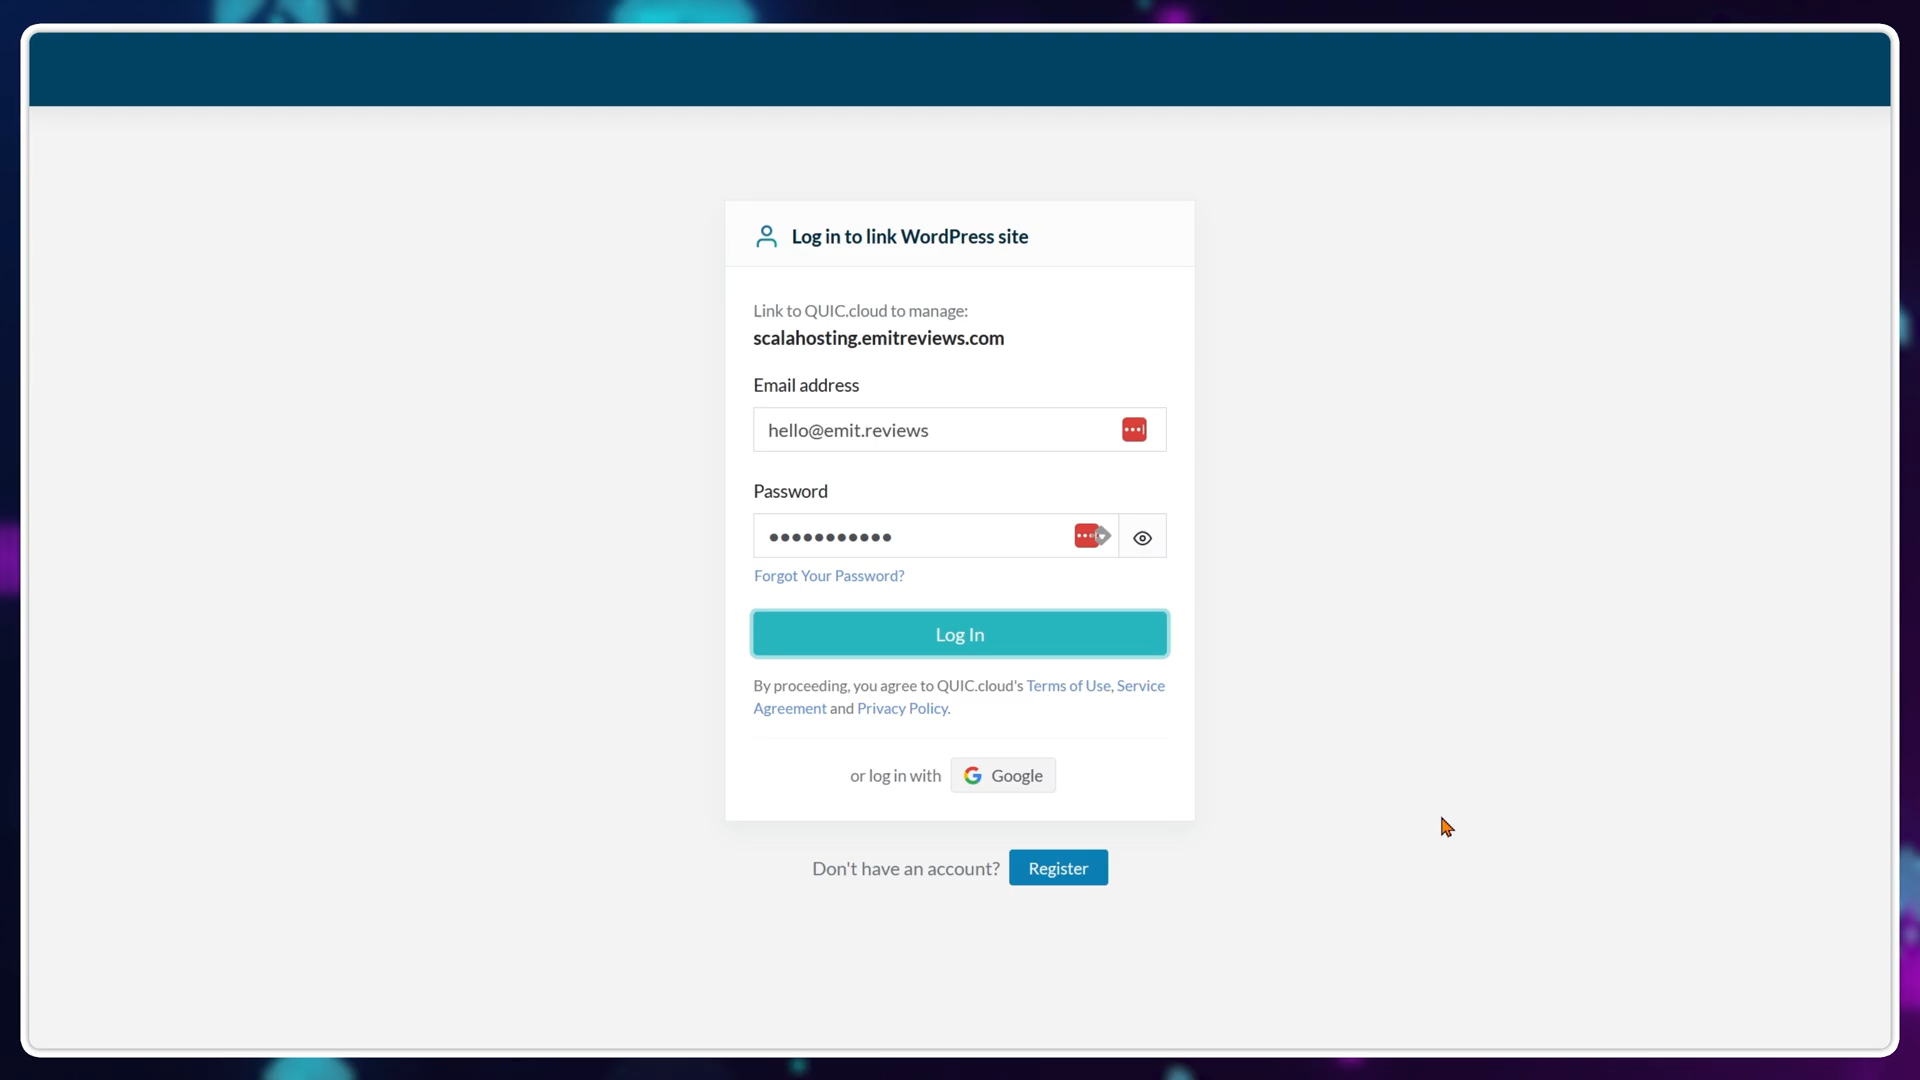 Log in to link WordPress site
Link to QUIC.cloud to manage:
scalahosting.emitreviews.com
Email address
hello@emit.reviews
Password
•••••••••••
Forgot Your Password?
Log In
By proceeding, you agree to QUIC.cloud's Terms of Use, Service
Agreement and Privacy Policy.
or log in with Google
Don't have an account? Register